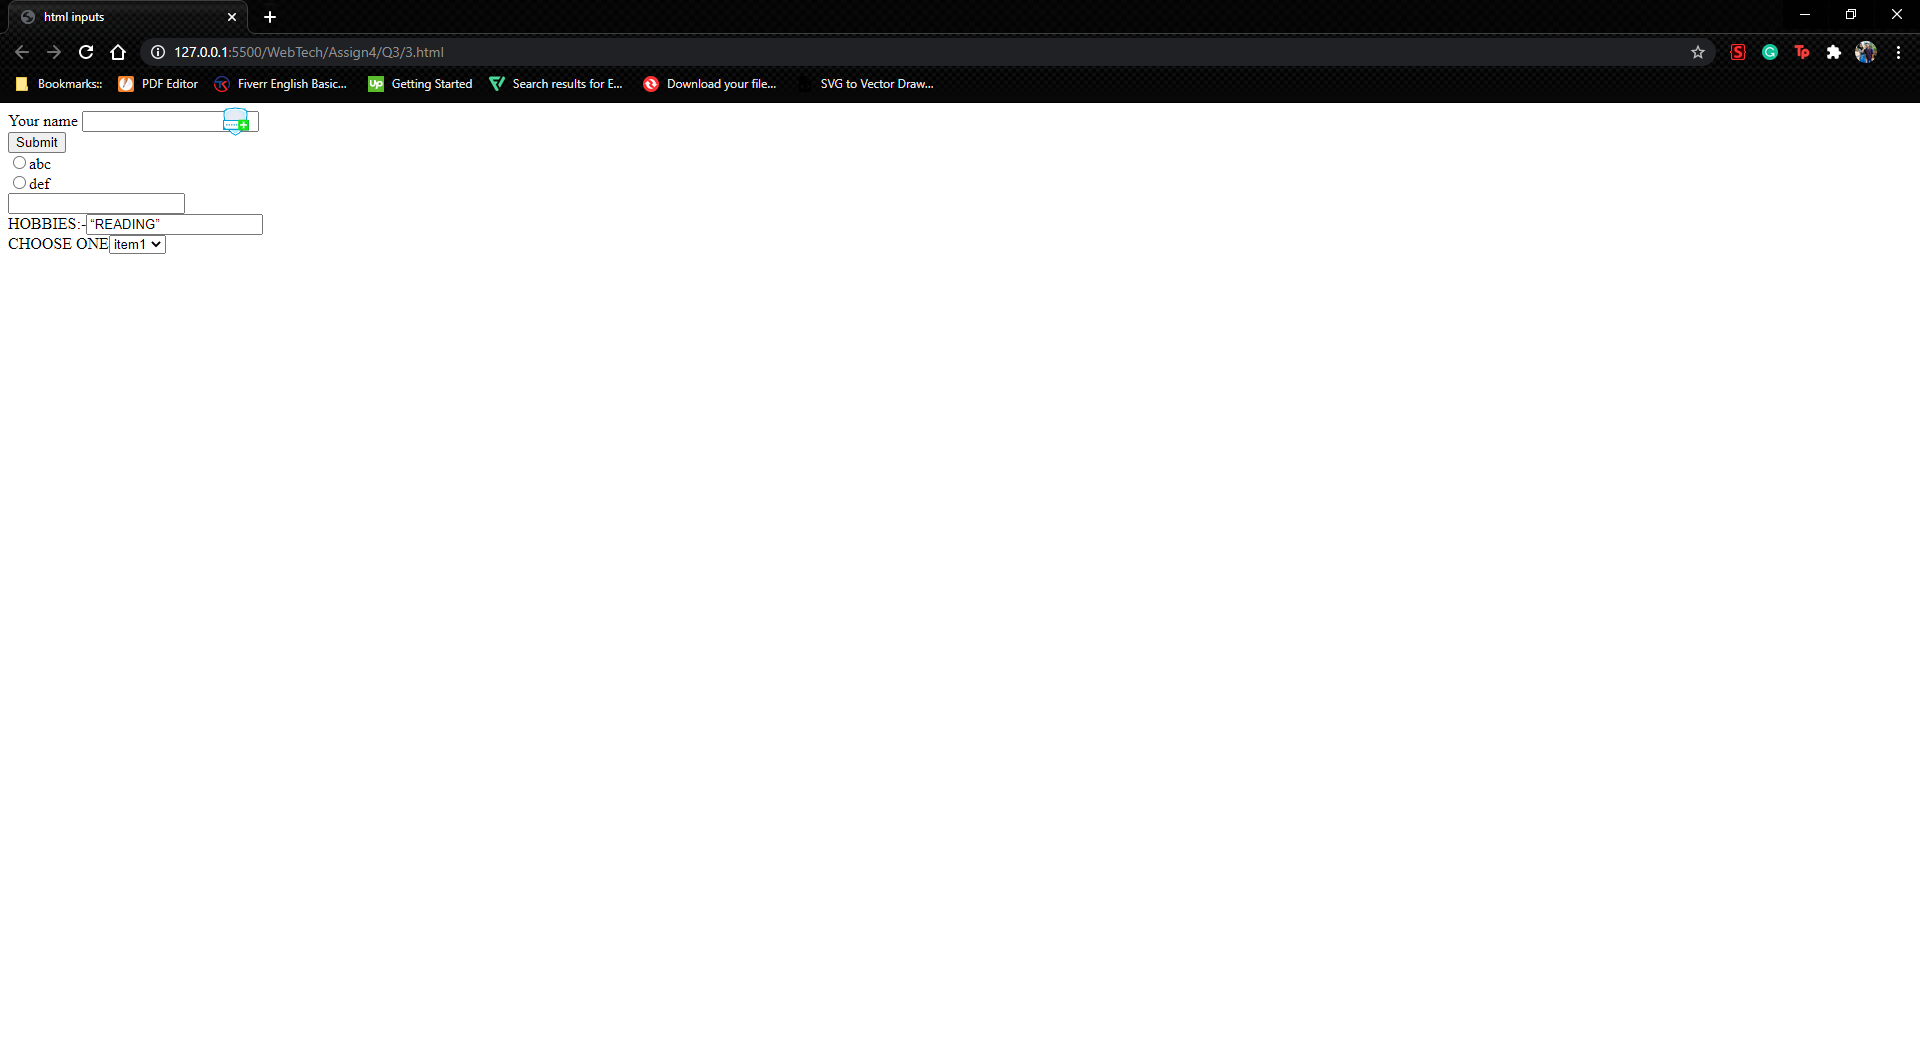 html inputs
127.0.0.1:5500/WebTech/Assign4/Q3/3.html
Bookmarks:: PDF Editor Fiverr English Basic... Up Getting Started Search results for E... Download your file... SVG to Vector Draw...
Your name
Submit
abc
def
HOBBIES:- “READING”
CHOOSE ONE item1